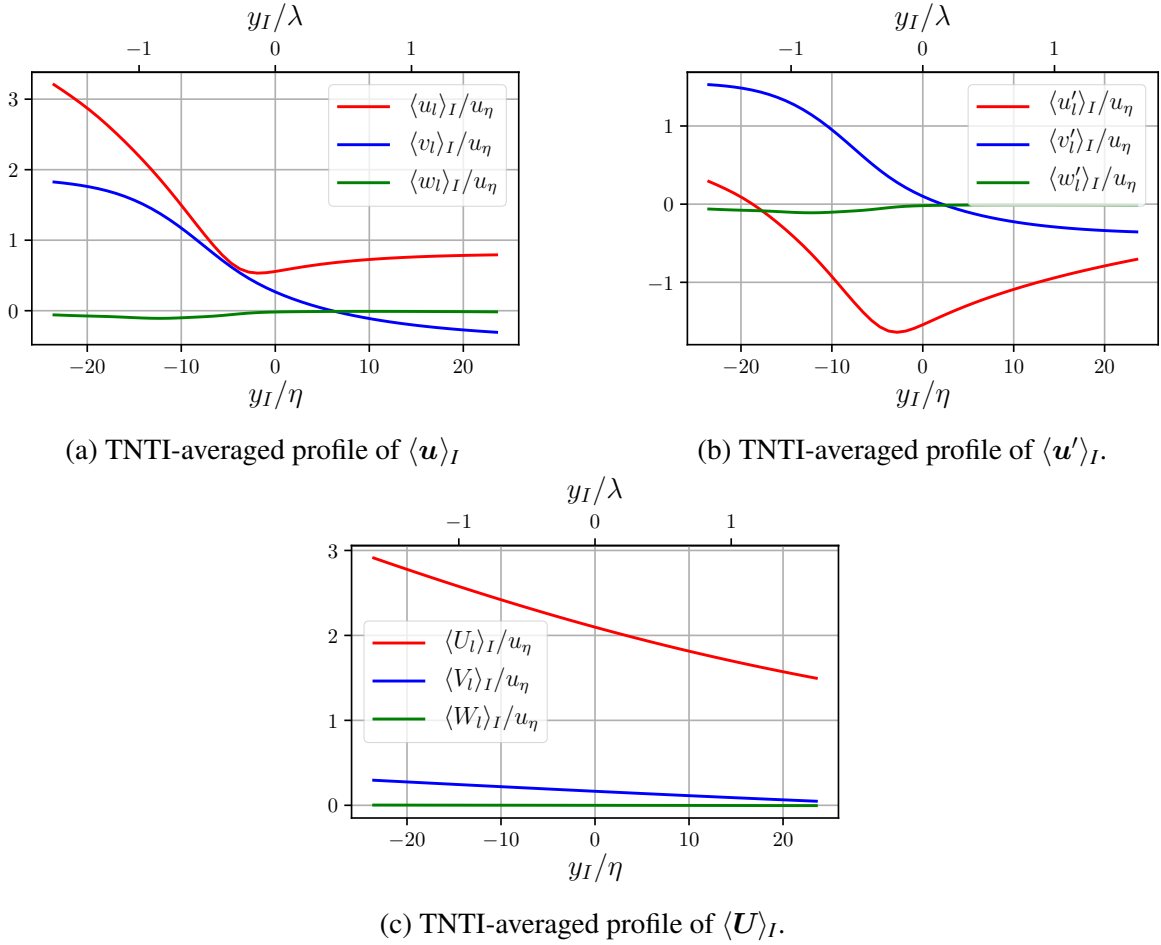 y_I/λ
−1 0 1
3
2
1
0
⟨u_l⟩_I/u_η
⟨v_l⟩_I/u_η
⟨w_l⟩_I/u_η
−20 −10 0 10 20
y_I/η
(a) TNTI-averaged profile of ⟨u⟩_I
y_I/λ
−1 0 1
1
0
−1
⟨u′_l⟩_I/u_η
⟨v′_l⟩_I/u_η
⟨w′_l⟩_I/u_η
−20 −10 0 10 20
y_I/η
(b) TNTI-averaged profile of ⟨u′⟩_I.
y_I/λ
−1 0 1
3
2
1
0
⟨U_l⟩_I/u_η
⟨V_l⟩_I/u_η
⟨W_l⟩_I/u_η
−20 −10 0 10 20
y_I/η
(c) TNTI-averaged profile of ⟨U⟩_I.